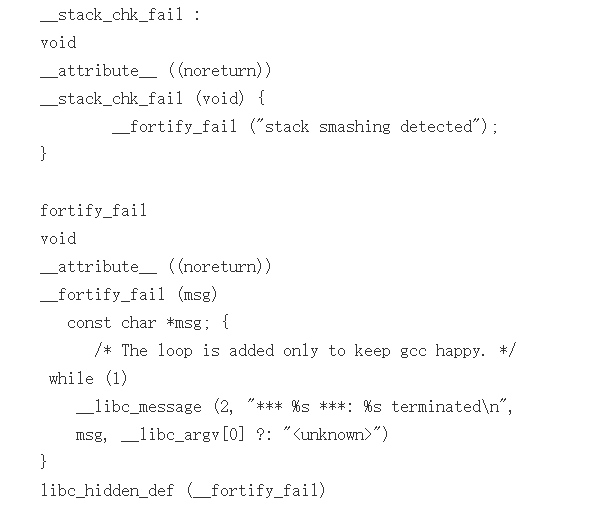 __stack_chk_fail :
void
__attribute__ ((noreturn))
__stack_chk_fail (void) {
__fortify_fail ("stack smashing detected");
}
fortify_fail
void
__attribute__ ((noreturn))
__fortify_fail (msg)
const char *msg; {
/* The loop is added only to keep gcc happy. */
while (1)
__libc_message (2, "*** %s ***: %s terminated\n",
msg, __libc_argv[0] ?: "<unknown>")
}
libc_hidden_def (__fortify_fail)